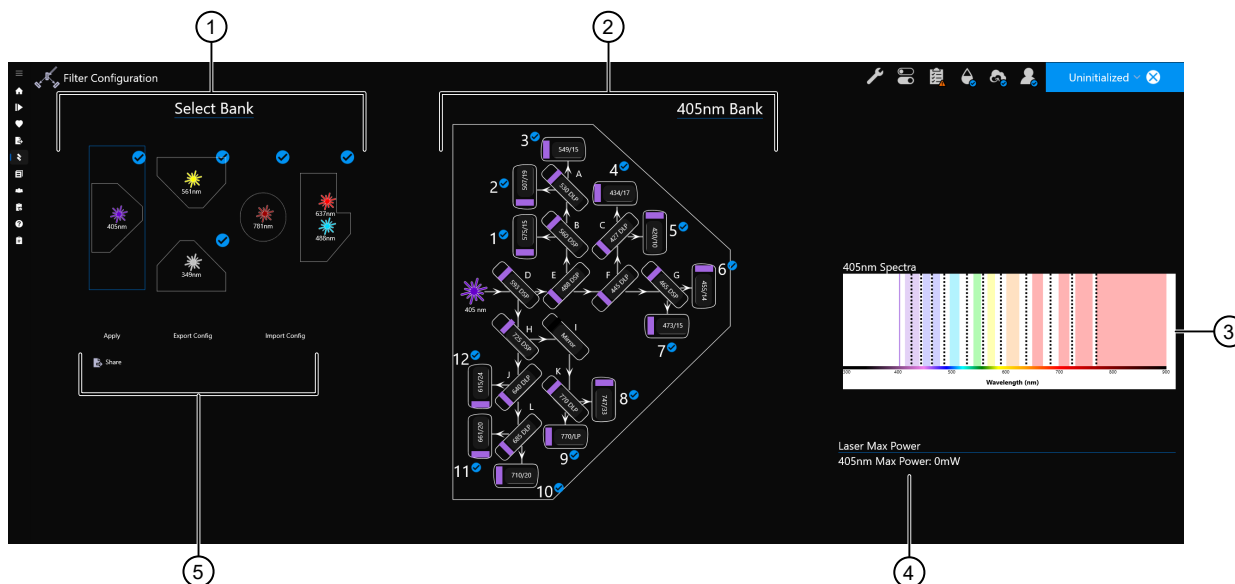 1
2
Filter Configuration
Uninitialized
Select Bank
405nm Bank
561nm
405nm
781nm
637nm
488nm
349nm
Apply
Export Config
Import Config
Share
3
549/15
A
530 DLP
2
507/19
4
434/17
B
560 DSP
C
427 DLP
1
575/15
5
420/10
D
595 DSP
E
488 DSP
F
445 DLP
G
465 DSP
6
455/14
405 nm
473/15
7
H
725 DSP
I
Mirror
12
615/24
J
640 DLP
K
770 DLP
747/33
8
L
685 DLP
661/20
11
770/LP
9
710/20
10
405nm Spectra
300
400
500
600
700
800
900
Wavelength (nm)
3
Laser Max Power
405nm Max Power: 0mW
5
4